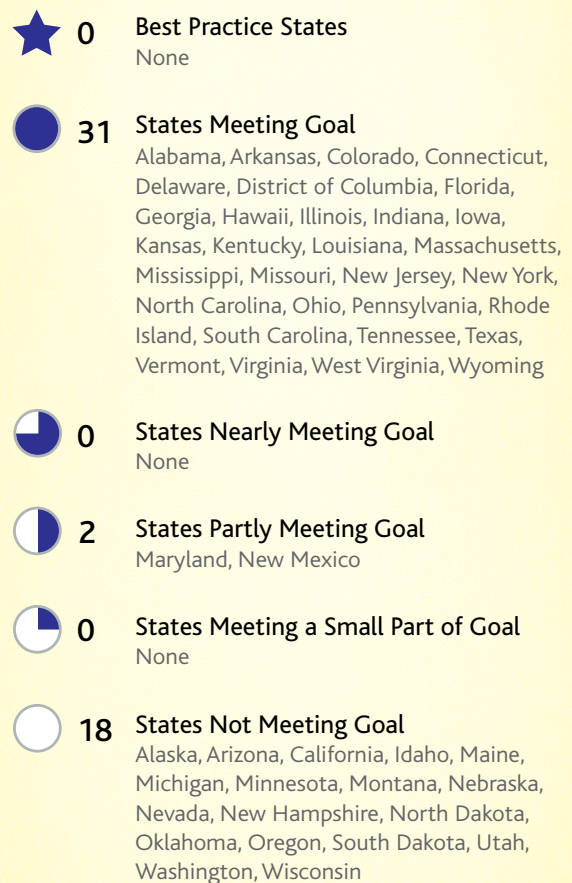 0 Best Practice States
None
31 States Meeting Goal
Alabama, Arkansas, Colorado, Connecticut,
Delaware, District of Columbia, Florida,
Georgia, Hawaii, Illinois, Indiana, Iowa,
Kansas, Kentucky, Louisiana, Massachusetts,
Mississippi, Missouri, New Jersey, New York,
North Carolina, Ohio, Pennsylvania, Rhode
Island, South Carolina, Tennessee, Texas,
Vermont, Virginia, West Virginia, Wyoming
0 States Nearly Meeting Goal
None
2 States Partly Meeting Goal
Maryland, New Mexico
0 States Meeting a Small Part of Goal
None
18 States Not Meeting Goal
Alaska, Arizona, California, Idaho, Maine,
Michigan, Minnesota, Montana, Nebraska,
Nevada, New Hampshire, North Dakota,
Oklahoma, Oregon, South Dakota, Utah,
Washington, Wisconsin